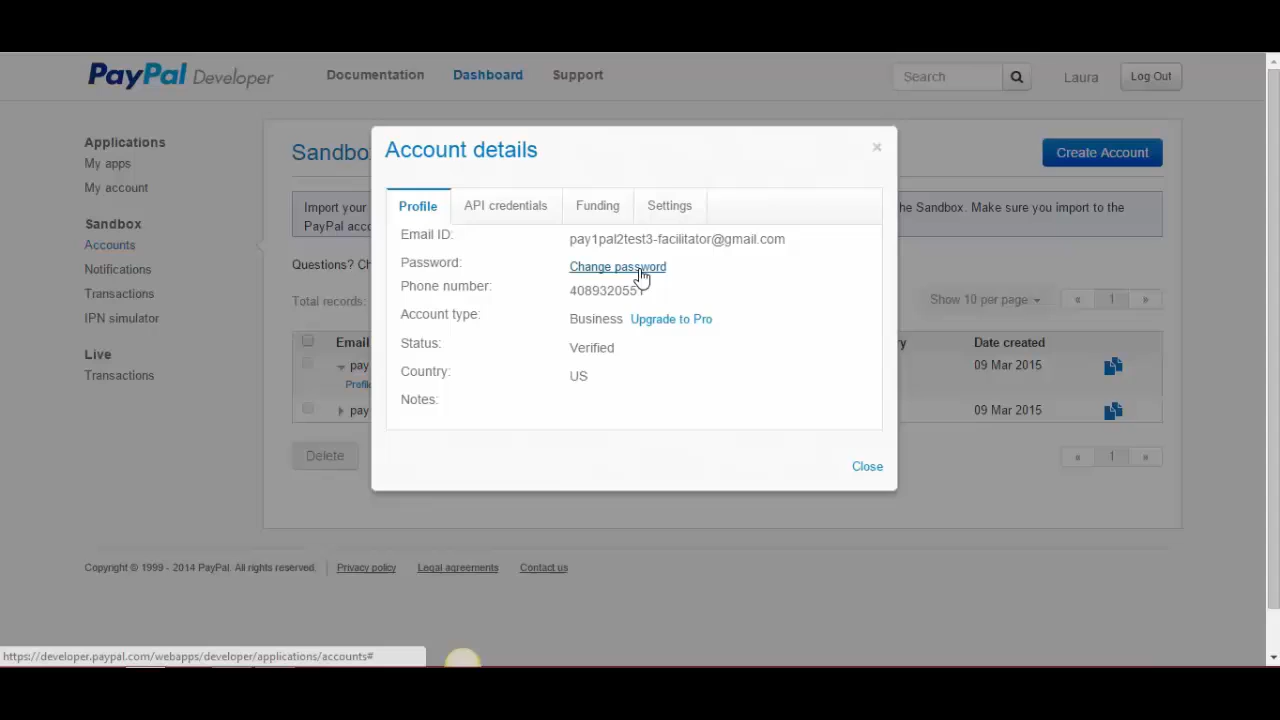 PayPal Developer
Documentation Dashboard Support
Search
Laura
Log Out
Applications
My apps
My account
Sandbox
Accounts
Notifications
Transactions
IPN simulator
Live
Transactions
Create Account
Import your
he Sandbox. Make sure you import to the
PayPal
Questions?
Total records:
Show 10 per page
« 1 »
Email
Date created
pay
09 Mar 2015
pay
09 Mar 2015
Delete
« 1 »
Account details
×
Profile API credentials Funding Settings
Email ID: pay1pal2test3-facilitator@gmail.com
Password: Change password
Phone number:
Account type: Business Upgrade to Pro
Status: Verified
Country: US
Notes:
Close
Copyright © 1999 - 2014 PayPal. All rights reserved. Privacy policy Legal agreements Contact us
https://developer.paypal.com/webapps/developer/applications/accounts#